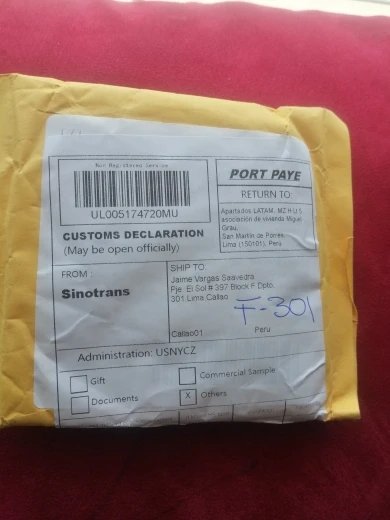 Non Registered Service
UL005174720MU
PORT PAYE
RETURN TO
Apartados LATAM. MZ H Lt 5
asociación de vivienda Miguel
Grau.
San Martin de Porres,
Lima (150101), Perú
CUSTOMS DECLARATION
(May be open officially)
FROM :
Sinotrans
SHIP TO
Jaime Vargas Saavedra
Pje. El Sol # 397 Block F Dpto.
301 Lima,Callao
F-301
Callao01
Peru
Administration: USNYCZ
Gift
Commercial Sample
Documents
X Others